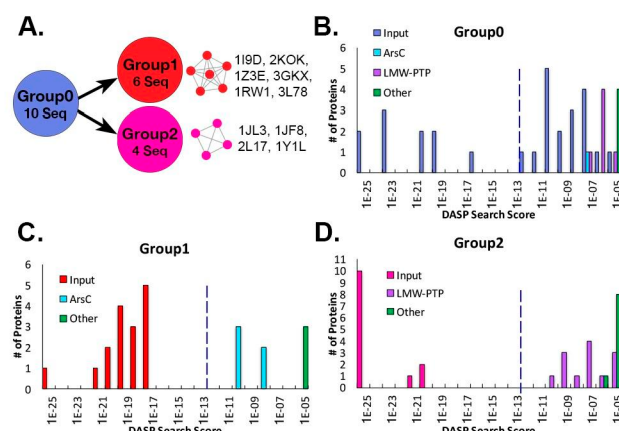 A.
Group0
10 Seq
Group1
6 Seq
1I9D, 2KOK,
1Z3E, 3GKX,
1RW1, 3L78
Group2
4 Seq
1JL3, 1JF8,
2L17, 1Y1L
B.
Group0
# of Proteins
6
5
4
3
2
1
0
Input
ArsC
LMW-PTP
Other
1E-25
1E-23
1E-21
1E-19
1E-17
1E-15
1E-13
1E-11
1E-09
1E-07
1E-05
DASP Search Score
C.
Group1
# of Proteins
6
5
4
3
2
1
0
Input
ArsC
Other
1E-25
1E-23
1E-21
1E-19
1E-17
1E-15
1E-13
1E-11
1E-09
1E-07
1E-05
DASP Search Score
D.
Group2
# of Proteins
11
10
9
8
7
6
5
4
3
2
1
0
Input
LMW-PTP
Other
1E-25
1E-23
1E-21
1E-19
1E-17
1E-15
1E-13
1E-11
1E-09
1E-07
1E-05
DASP Search Score